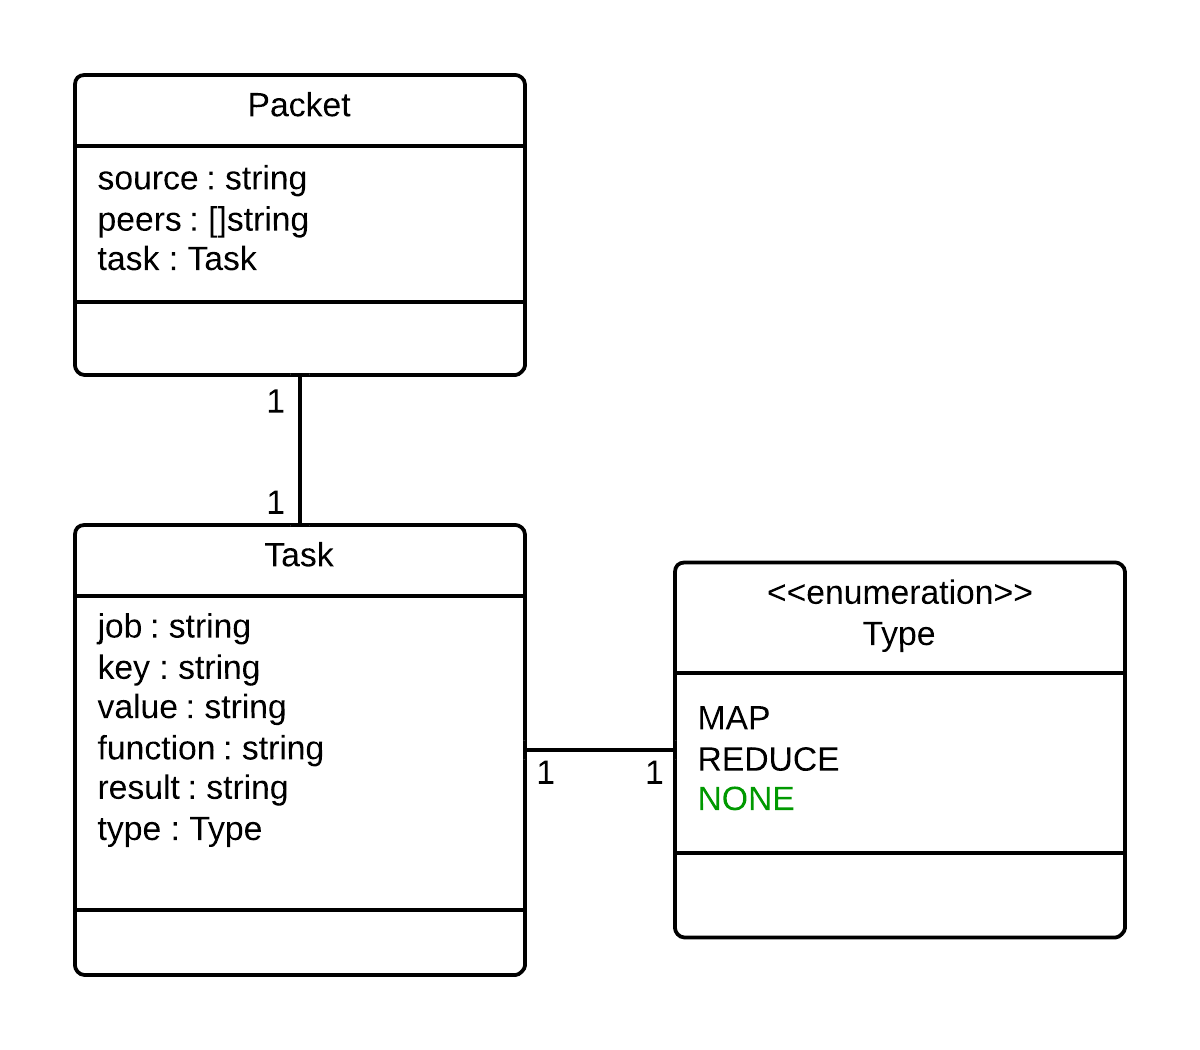 Packet
source : string
peers : []string
task : Task
1
1
Task
job : string
key : string
value : string
function : string
result : string
type : Type
1
1
<<enumeration>>
Type
MAP
REDUCE
NONE